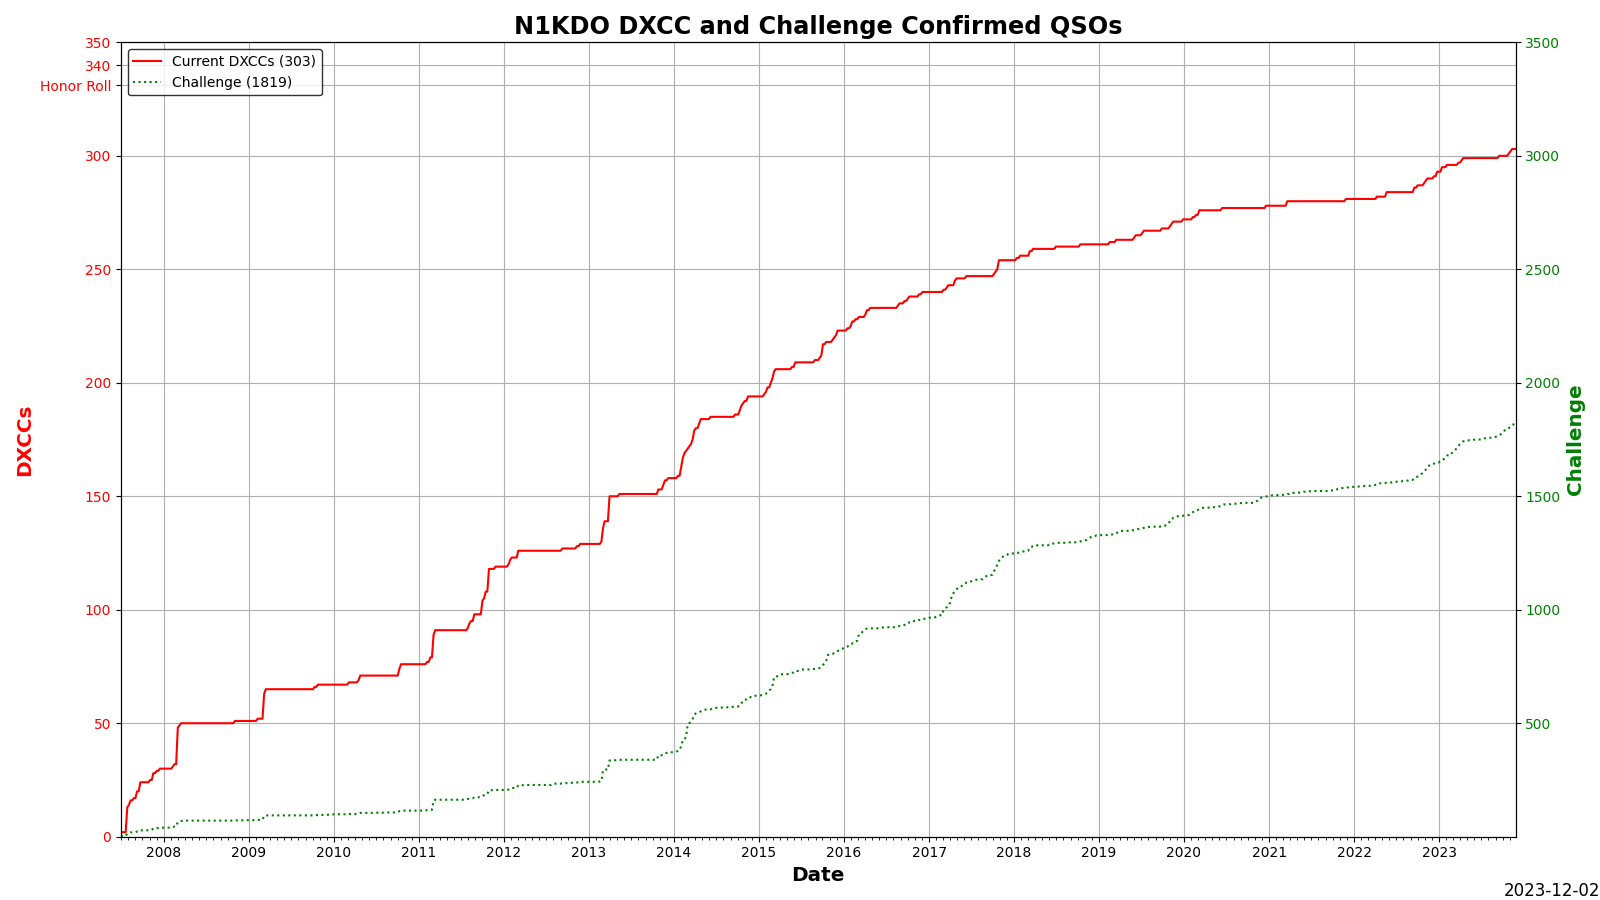 N1KDO DXCC and Challenge Confirmed QSOs
Current DXCCs (303)
Challenge (1819)
350
340
Honor Roll
300
250
200
150
100
50
0
DXCCs
3500
3000
2500
2000
1500
1000
500
Challenge
2008 2009 2010 2011 2012 2013 2014 2015 2016 2017 2018 2019 2020 2021 2022 2023
Date
2023-12-02